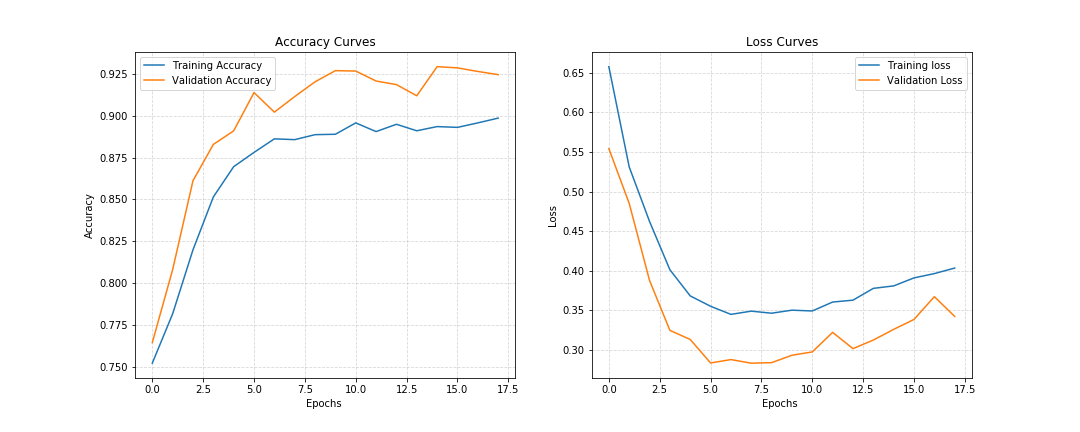 Accuracy Curves
Training Accuracy
Validation Accuracy
0.925
0.900
0.875
0.850
0.825
0.800
0.775
0.750
Accuracy
0.0 2.5 5.0 7.5 10.0 12.5 15.0 17.5
Epochs
Loss Curves
Training loss
Validation Loss
0.65
0.60
0.55
0.50
0.45
0.40
0.35
0.30
Loss
0.0 2.5 5.0 7.5 10.0 12.5 15.0 17.5
Epochs